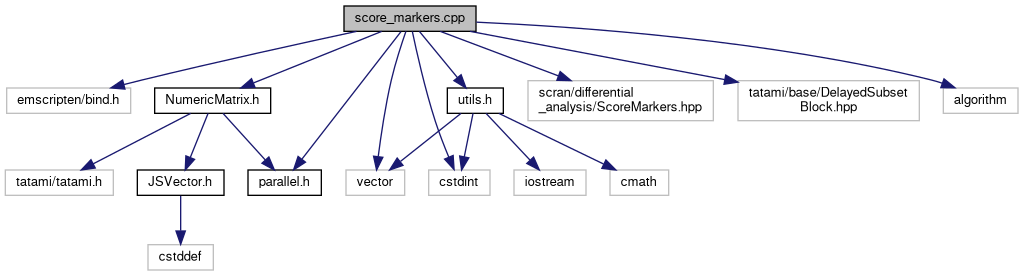 score_markers.cpp
emscripten/bind.h
NumericMatrix.h
utils.h
scran/differential
_analysis/ScoreMarkers.hpp
tatami/base/DelayedSubset
Block.hpp
algorithm
tatami/tatami.h
JSVector.h
parallel.h
vector
cstdint
iostream
cmath
cstddef